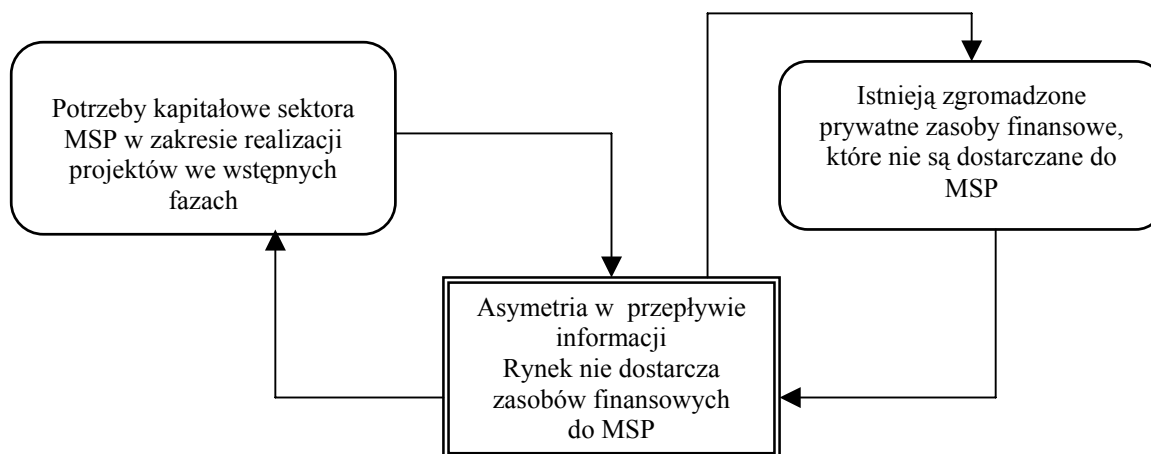 Potrzeby kapitałowe sektora
MSP w zakresie realizacji
projektów we wstępnych
fazach
Istnieją zgromadzone
prywatne zasoby finansowe,
które nie są dostarczane do
MSP
Asymetria w przepływie
informacji
Rynek nie dostarcza
zasobów finansowych
do MSP